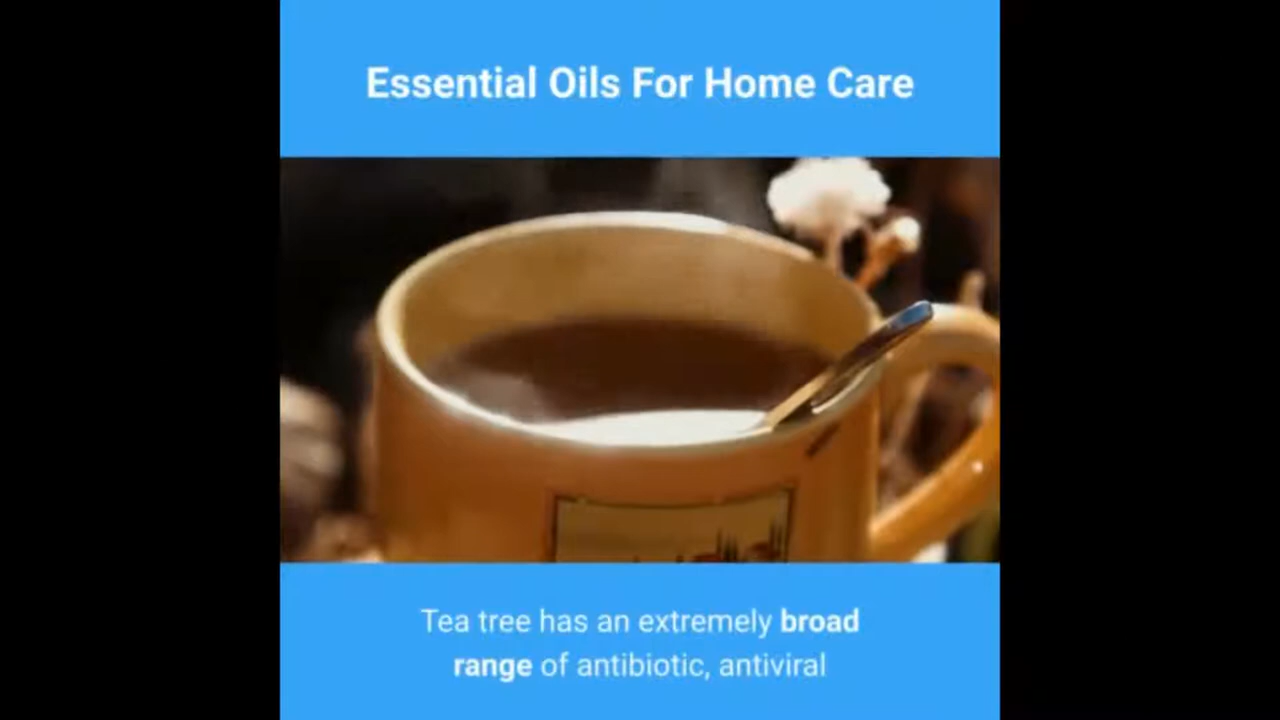 Essential Oils For Home Care
Tea tree has an extremely broad
range of antibiotic, antiviral